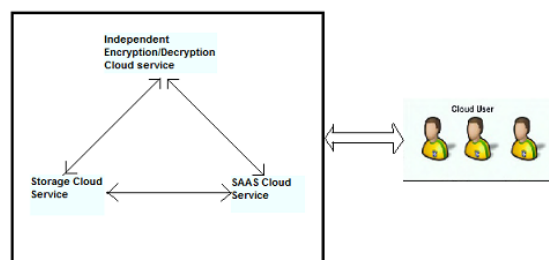 Independent
Encryption/Decryption
Cloud service
Cloud User
Storage Cloud
Service
SAAS Cloud
Service